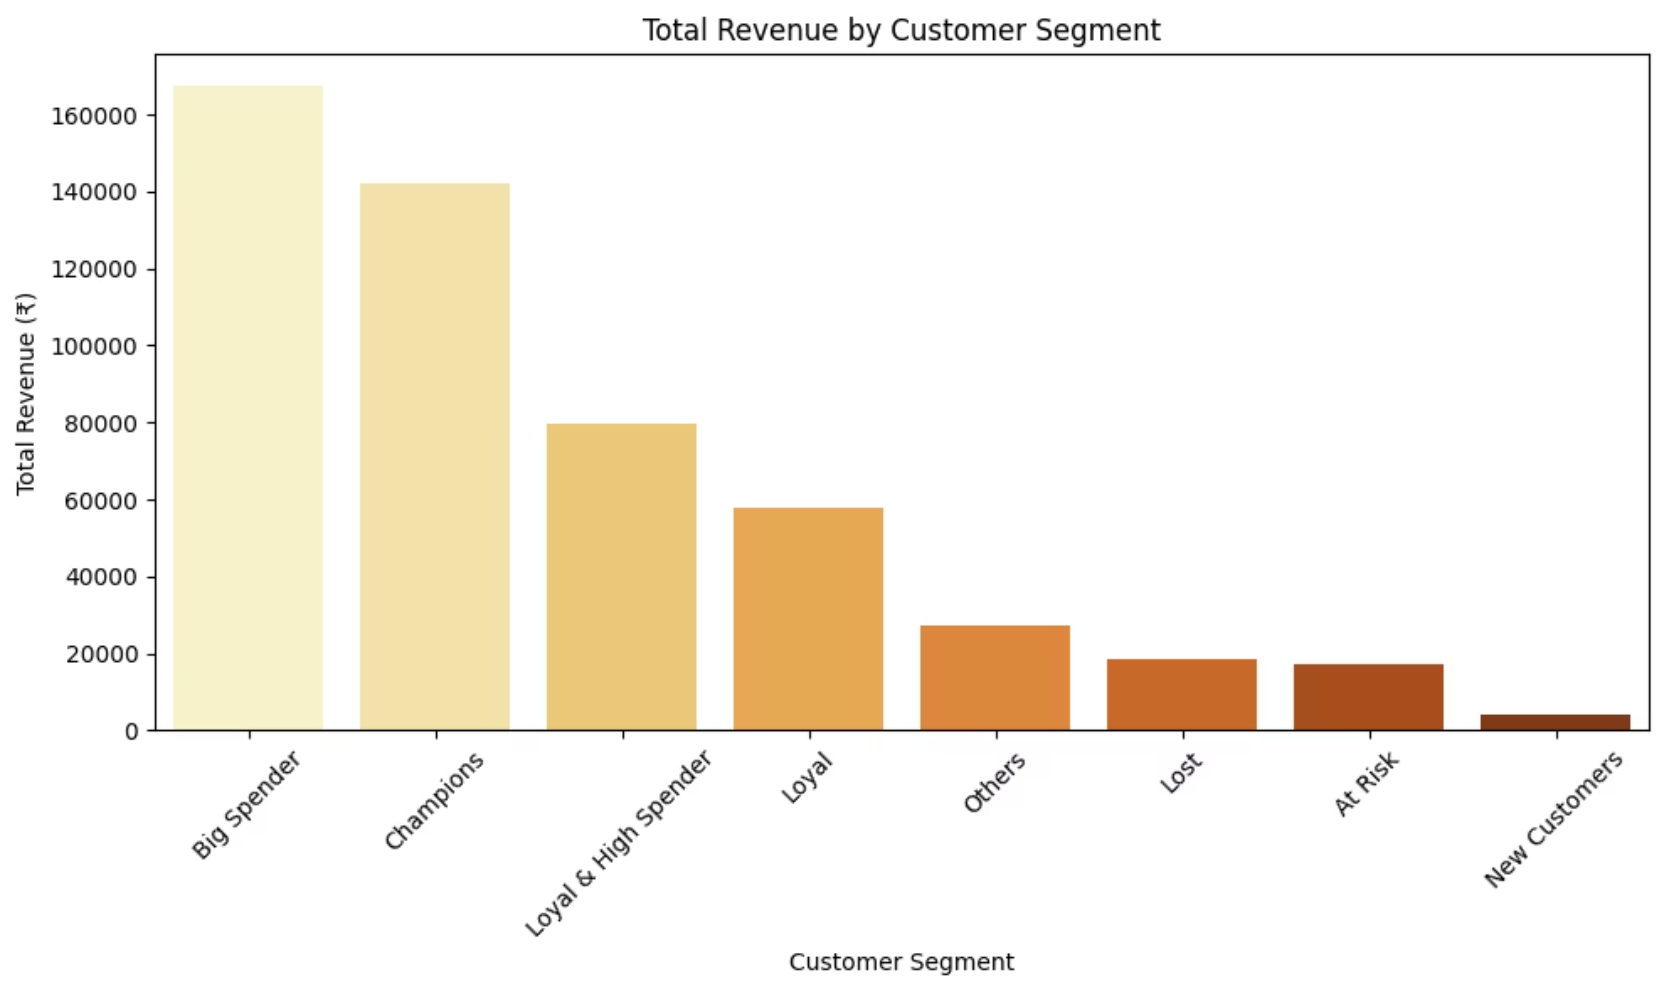 Total Revenue by Customer Segment
Total Revenue (₹)
160000
140000
120000
100000
80000
60000
40000
20000
0
Big Spender
Champions
Loyal & High Spender
Loyal
Others
Lost
At Risk
New Customers
Customer Segment